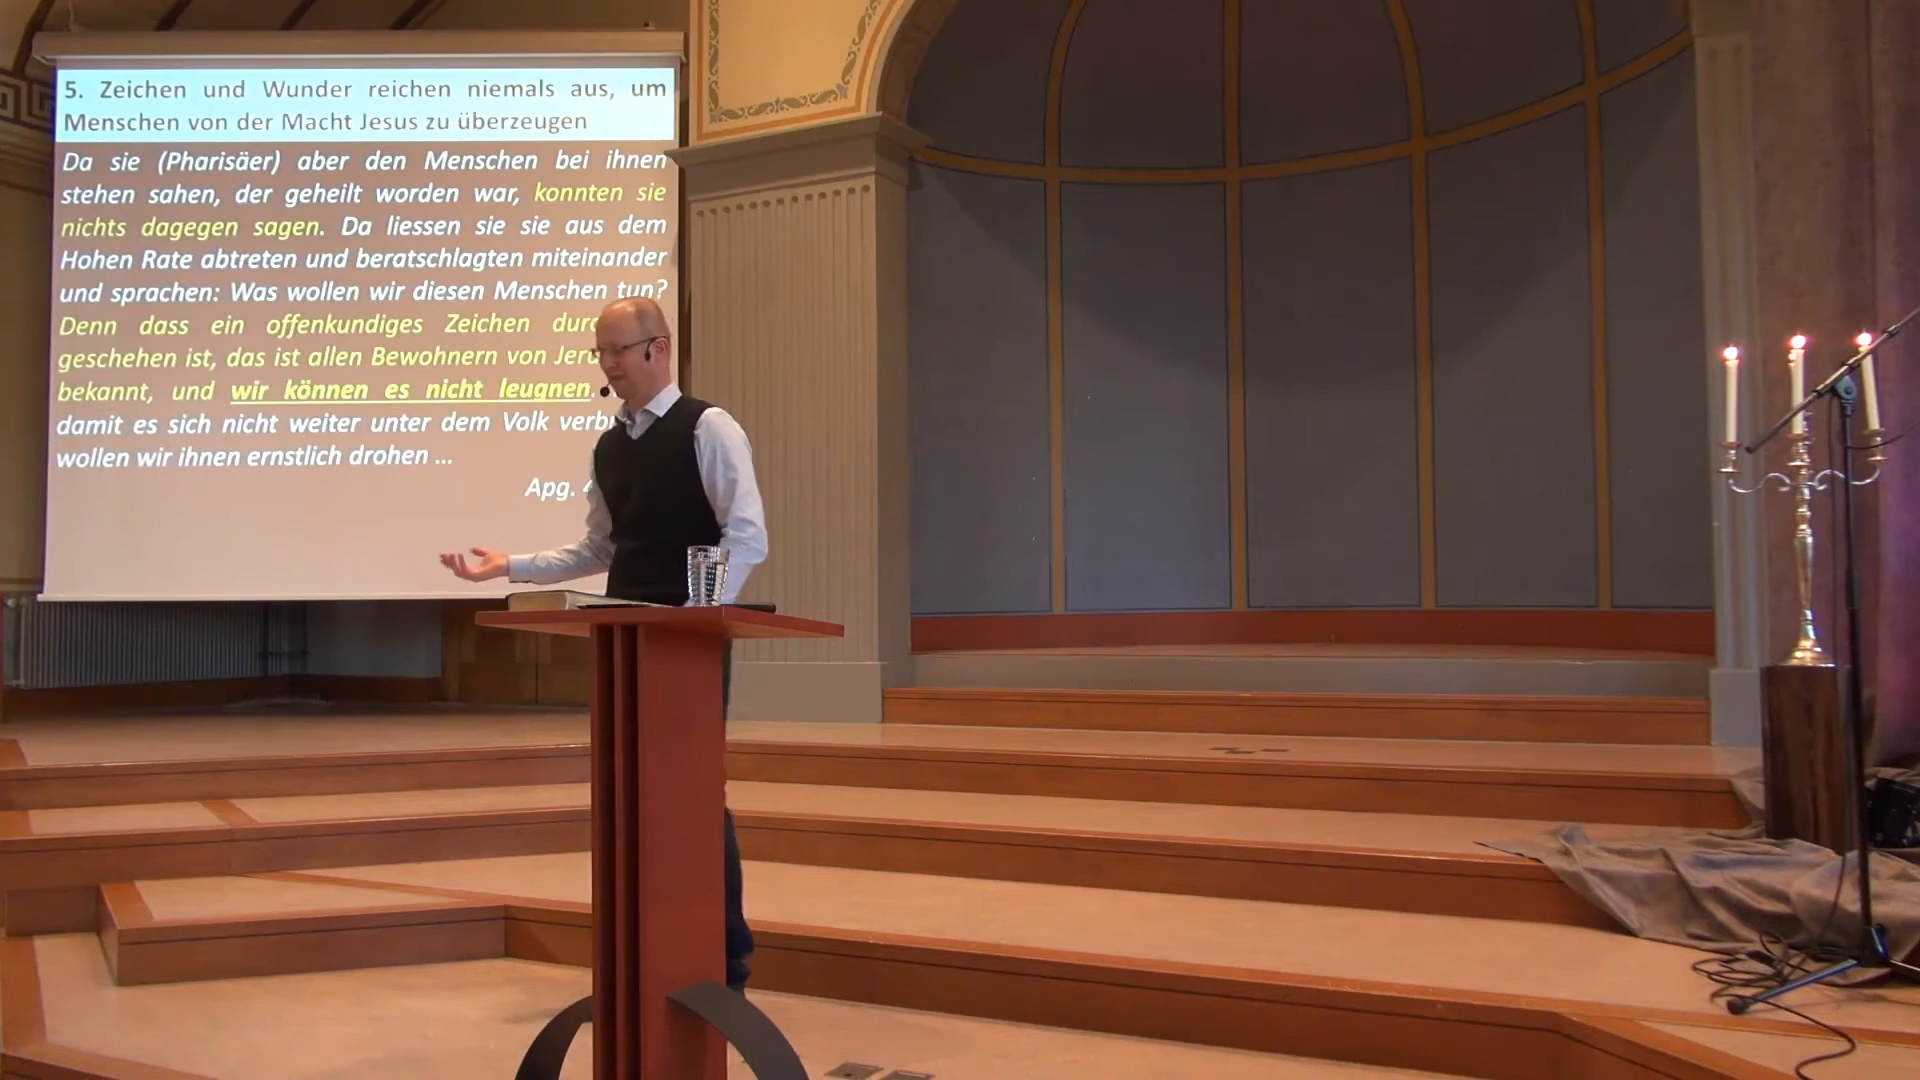 5. Zeichen und Wunder reichen niemals aus, um
Menschen von der Macht Jesus zu überzeugen
Da sie (Pharisäer) aber den Menschen bei ihnen
stehen sahen, der geheilt worden war, konnten sie
nichts dagegen sagen. Da liessen sie sie aus dem
Hohen Rate abtreten und beratschlagten miteinander
und sprachen: Was wollen wir diesen Menschen tun?
Denn dass ein offenkundiges Zeichen
geschehen ist, das ist allen Bewohnern von
bekannt, und wir können es nicht leugnen.
damit es sich nicht weiter unter dem Volk
wollen wir ihnen ernstlich drohen ...
Apg.